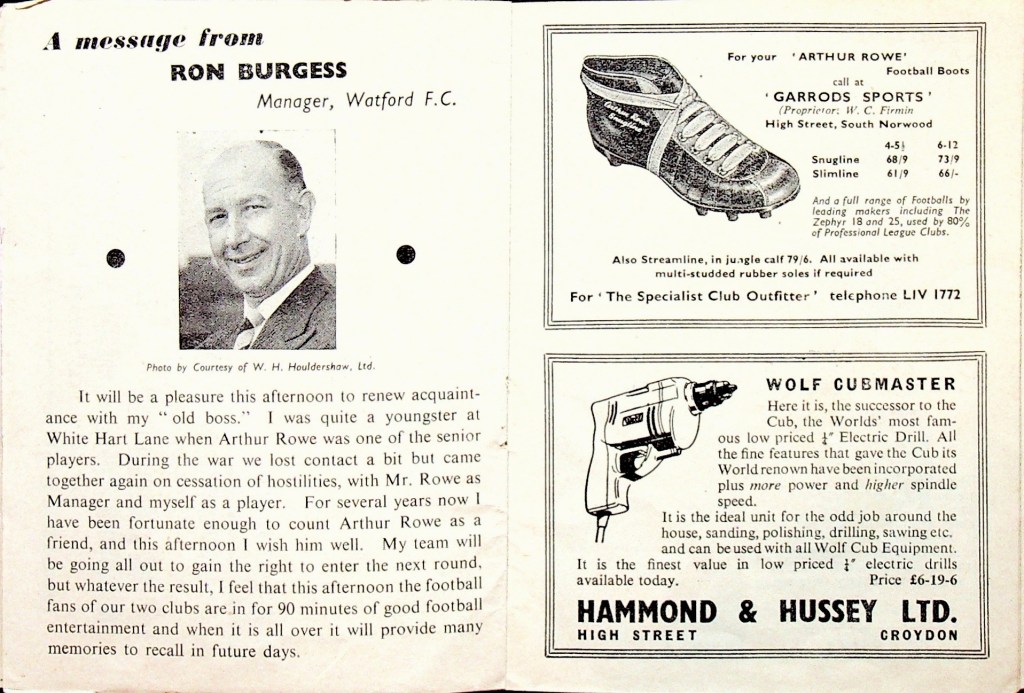 A message from
RON BURGESS
Manager, Watford F.C.
Photo by Courtesy of W. H. Houldershaw, Ltd.
It will be a pleasure this afternoon to renew acquaint-
ance with my “ old boss.” I was quite a youngster at
White Hart Lane when Arthur Rowe was one of the senior
players. During the war we lost contact a bit but came
together again on cessation of hostilities, with Mr. Rowe as
Manager and myself as a player. For several years now I
have been fortunate enough to count Arthur Rowe as a
friend, and this afternoon I wish him well. My team will
be going all out to gain the right to enter the next round,
but whatever the result, I feel that this afternoon the football
fans of our two clubs are in for 90 minutes of good football
entertainment and when it is all over it will provide many
memories to recall in future days.
For your ‘ARTHUR ROWE’
Football Boots
call at
‘ GARRODS SPORTS ’
(Proprietor: W. C. Firmin
High Street, South Norwood
4-5½ 6-12
Snugline 68/9 73/9
Slimline 61/9 66/-
And a full range of Footballs by
leading makers including The
Zephyr 18 and 25, used by 80%
of Professional League Clubs.
Also Streamline, in jungle calf 79/6. All available with
multi-studded rubber soles if required
For ‘ The Specialist Club Outfitter ’ telephone LIV 1772
WOLF CUBMASTER
Here it is, the successor to the
Cub, the Worlds’ most fam-
ous low priced ¼″ Electric Drill. All
the fine features that gave the Cub its
World renown have been incorporated
plus more power and higher spindle
speed.
It is the ideal unit for the odd job around the
house, sanding, polishing, drilling, sawing etc.
and can be used with all Wolf Cub Equipment.
It is the finest value in low priced ¼″ electric drills
available today. Price £6-19-6
HAMMOND & HUSSEY LTD.
HIGH STREET CROYDON